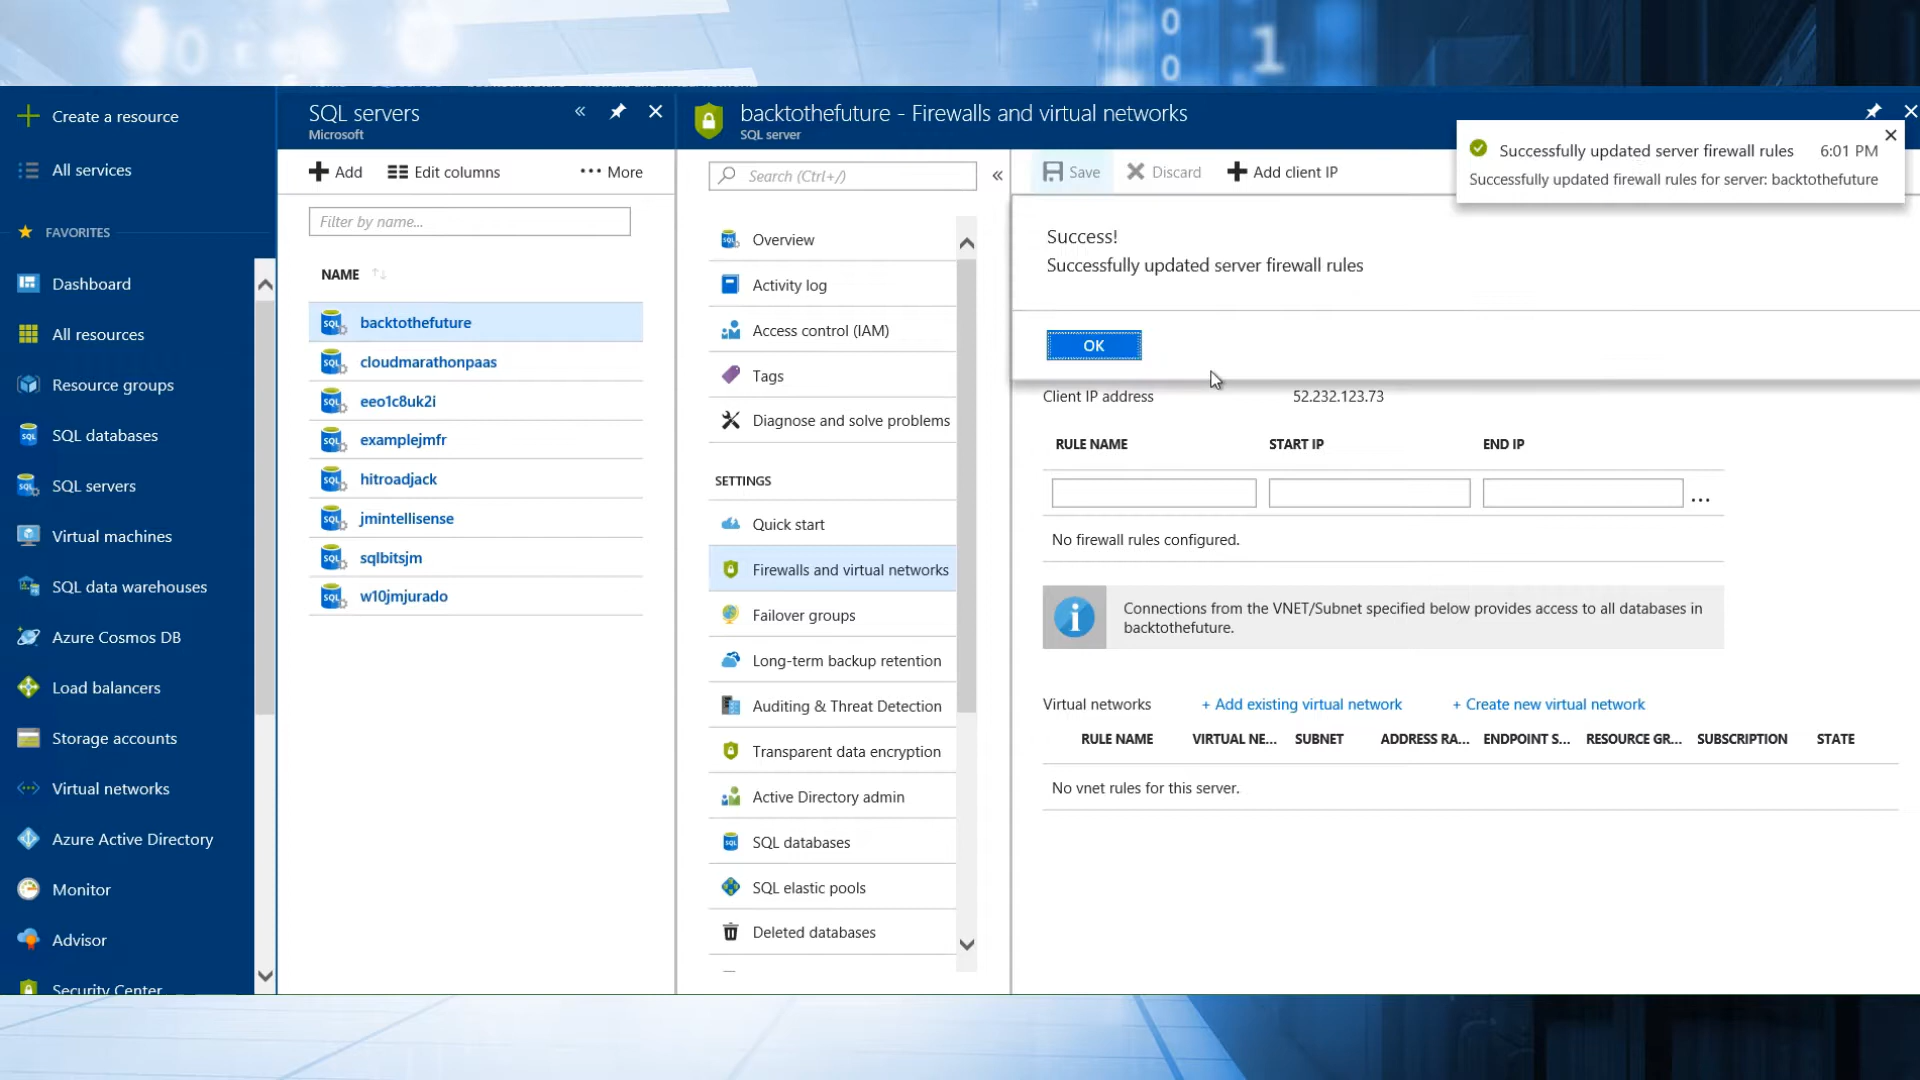 Create a resource
All services
FAVORITES
Dashboard
All resources
Resource groups
SQL databases
SQL servers
Virtual machines
SQL data warehouses
Azure Cosmos DB
Load balancers
Storage accounts
Virtual networks
Azure Active Directory
Monitor
Advisor
Security Center
SQL servers
Microsoft
Add
Edit columns
More
Filter by name...
NAME
backtothefuture
cloudmarathonpaas
eeo1c8uk2i
examplejmfr
hitroadjack
jmintellisense
sqlbitsjm
w10jmjurado
backtothefuture - Firewalls and virtual networks
SQL server
Search (Ctrl+/)
Overview
Activity log
Access control (IAM)
Tags
Diagnose and solve problems
SETTINGS
Quick start
Firewalls and virtual networks
Failover groups
Long-term backup retention
Auditing & Threat Detection
Transparent data encryption
Active Directory admin
SQL databases
SQL elastic pools
Deleted databases
Save
Discard
Add client IP
Successfully updated server firewall rules 6:01 PM
Successfully updated firewall rules for server: backtothefuture
Success!
Successfully updated server firewall rules
OK
Client IP address 52.232.123.73
RULE NAME START IP END IP
...
No firewall rules configured.
Connections from the VNET/Subnet specified below provides access to all databases in
backtothefuture.
Virtual networks + Add existing virtual network + Create new virtual network
RULE NAME VIRTUAL NE... SUBNET ADDRESS RA... ENDPOINT S... RESOURCE GR... SUBSCRIPTION STATE
No vnet rules for this server.